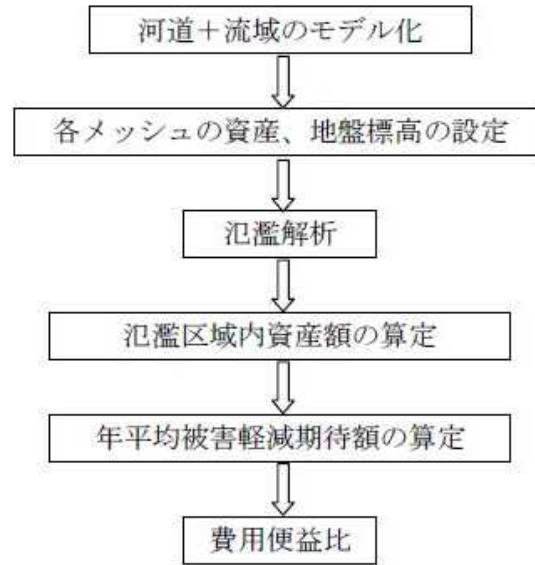 河道＋流域のモデル化
各メッシュの資産、地盤標高の設定
氾濫解析
氾濫区域内資産額の算定
年平均被害軽減期待額の算定
費用便益比